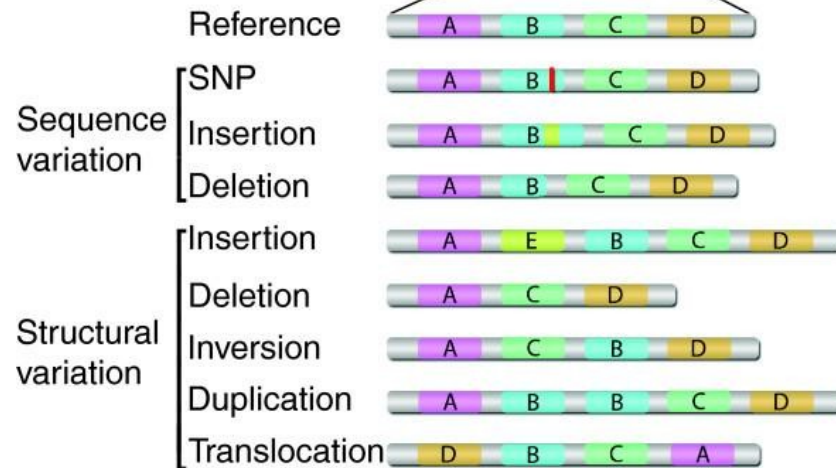 Reference A B C D
SNP A B C D
Sequence variation
Insertion A B C D
Deletion A B C D
Insertion A E B C D
Deletion A C D
Structural variation
Inversion A C B D
Duplication A B B C D
Translocation D B C A